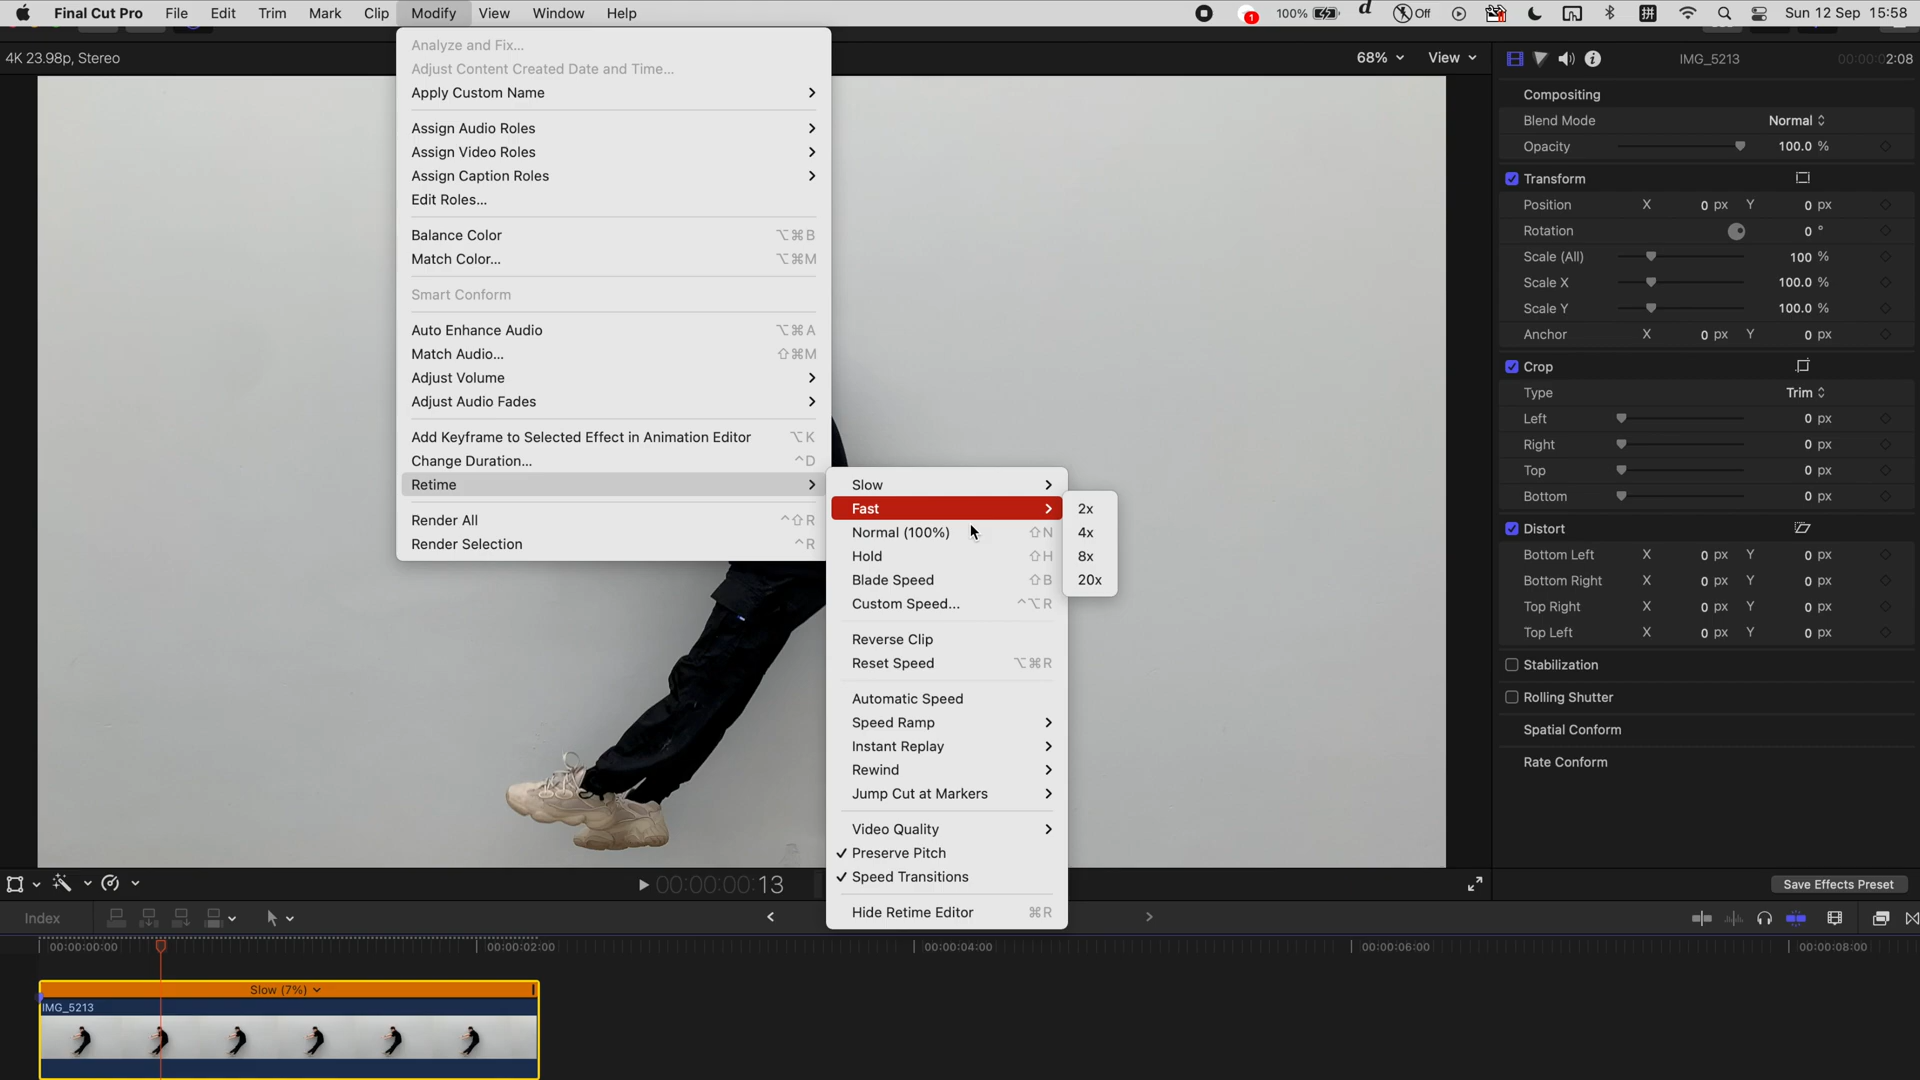 Final Cut Pro File Edit Trim Mark Clip Modify View Window Help
1 100% d Off 拼 Sun 12 Sep 15:58
4K 23.98p, Stereo
68% View
IMG_5213 00:00:02:08
Analyze and Fix...
Adjust Content Created Date and Time...
Apply Custom Name
Assign Audio Roles
Assign Video Roles
Assign Caption Roles
Edit Roles...
Balance Color ⌥⌘B
Match Color... ⌥⌘M
Smart Conform
Auto Enhance Audio ⌥⌘A
Match Audio... ⇧⌘M
Adjust Volume
Adjust Audio Fades
Add Keyframe to Selected Effect in Animation Editor ⌥K
Change Duration... ^D
Retime
Render All ^⇧R
Render Selection ^R
Slow
Fast
Normal (100%) ⇧N
Hold ⇧H
Blade Speed ⇧B
Custom Speed... ^⌥R
Reverse Clip
Reset Speed ⌥⌘R
Automatic Speed
Speed Ramp
Instant Replay
Rewind
Jump Cut at Markers
Video Quality
✓ Preserve Pitch
✓ Speed Transitions
Hide Retime Editor ⌘R
2x
4x
8x
20x
Compositing
Blend Mode Normal
Opacity 100.0 %
Transform
Position X 0 px Y 0 px
Rotation 0 °
Scale (All) 100 %
Scale X 100.0 %
Scale Y 100.0 %
Anchor X 0 px Y 0 px
Crop
Type Trim
Left 0 px
Right 0 px
Top 0 px
Bottom 0 px
Distort
Bottom Left X 0 px Y 0 px
Bottom Right X 0 px Y 0 px
Top Right X 0 px Y 0 px
Top Left X 0 px Y 0 px
Stabilization
Rolling Shutter
Spatial Conform
Rate Conform
00:00:00:13
Save Effects Preset
Index
00:00:00:00 00:00:02:00 00:00:04:00 00:00:06:00 00:00:08:00
Slow (7%)
IMG_5213